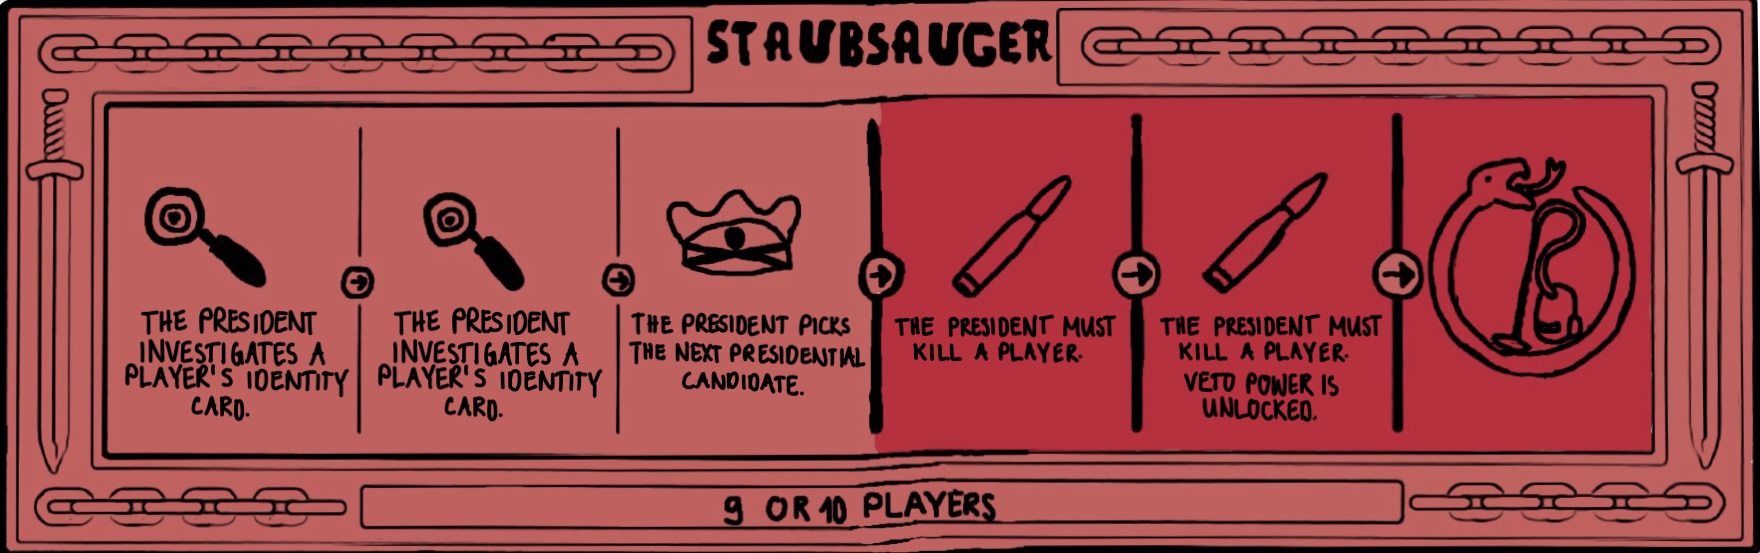 STAUBSAUGER
THE PRESIDENT
INVESTIGATES A
PLAYER'S IDENTITY
CARD.
THE PRESIDENT
INVESTIGATES A
PLAYER'S IDENTITY
CARD.
THE PRESIDENT PICKS
THE NEXT PRESIDENTIAL
CANDIDATE.
THE PRESIDENT MUST
KILL A PLAYER.
THE PRESIDENT MUST
KILL A PLAYER.
VETO POWER IS
UNLOCKED.
9 OR 10 PLAYERS